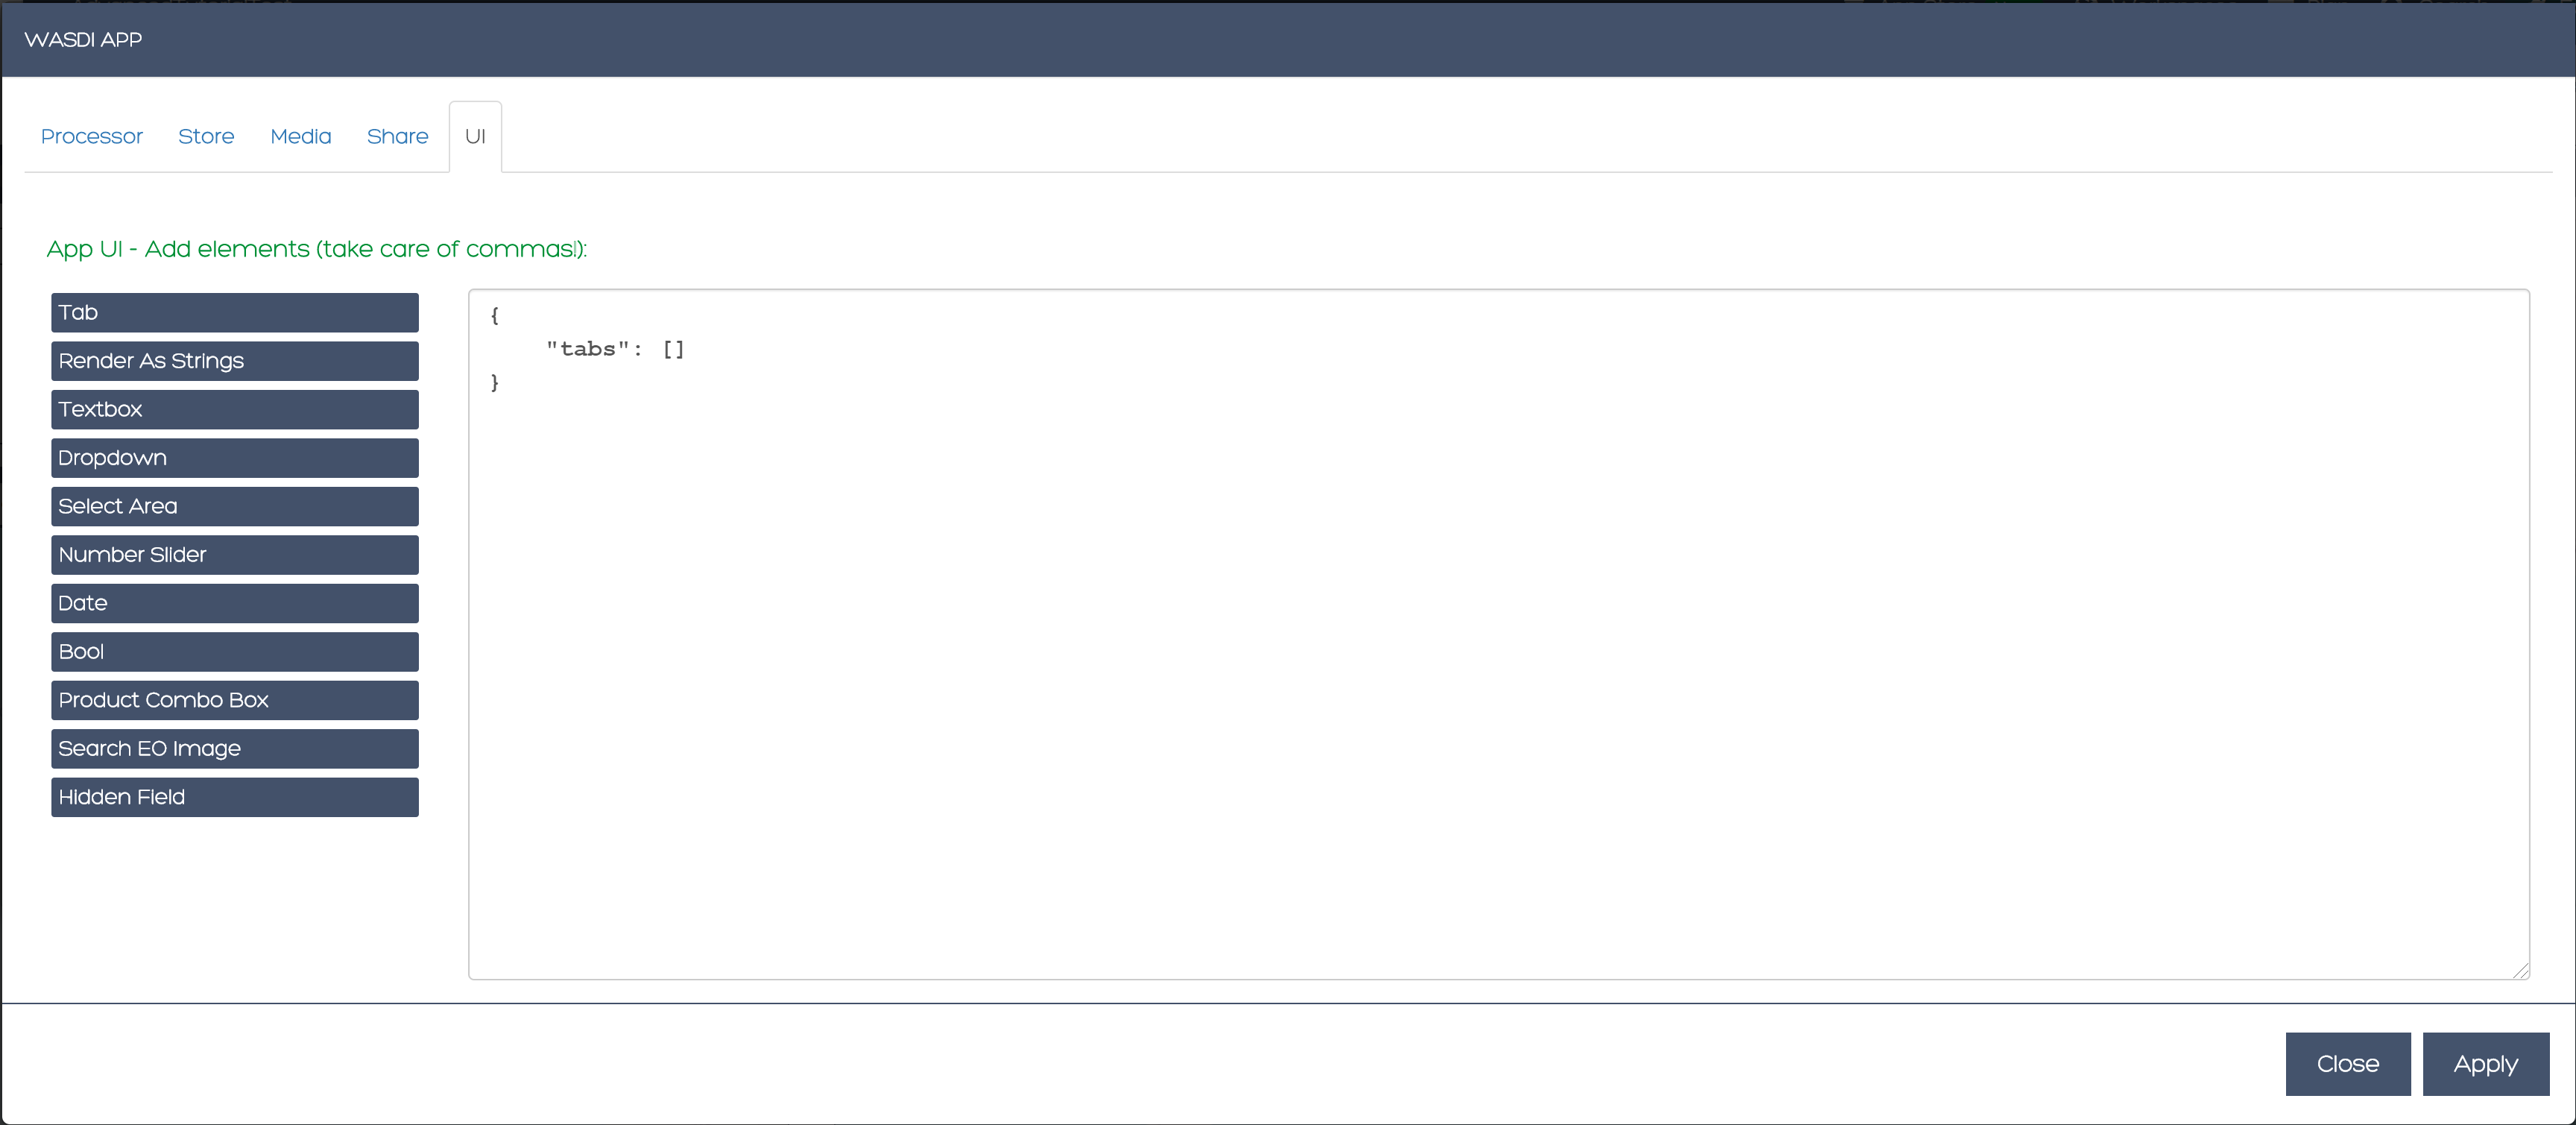 WASDI APP
Processor Store Media Share UI
App UI - Add elements (take care of commas!):
Tab
Render As Strings
Textbox
Dropdown
Select Area
Number Slider
Date
Bool
Product Combo Box
Search EO Image
Hidden Field
{
"tabs": []
}
Close Apply